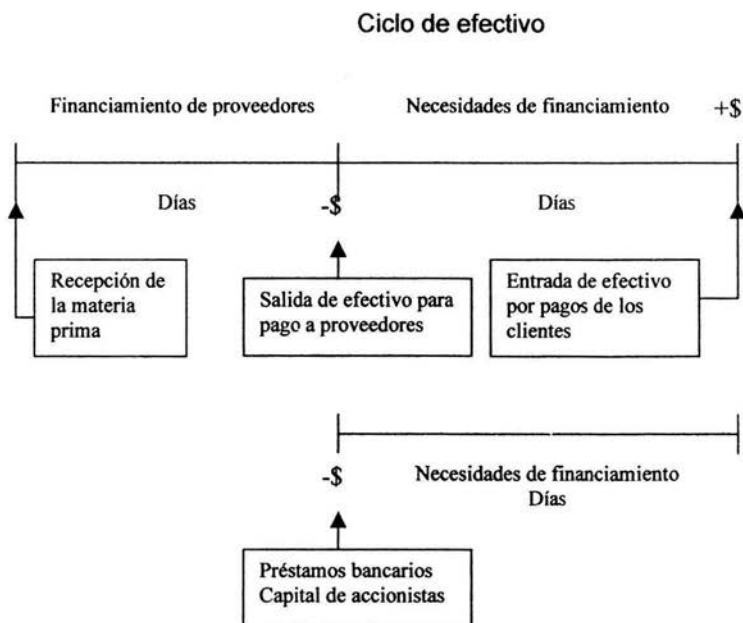 Ciclo de efectivo
Financiamiento de proveedores
Necesidades de financiamiento
+$
Días
-$
Días
Recepción de
la materia
prima
Salida de efectivo para
pago a proveedores
Entrada de efectivo
por pagos de los
clientes
-$
Necesidades de financiamiento
Días
Préstamos bancarios
Capital de accionistas